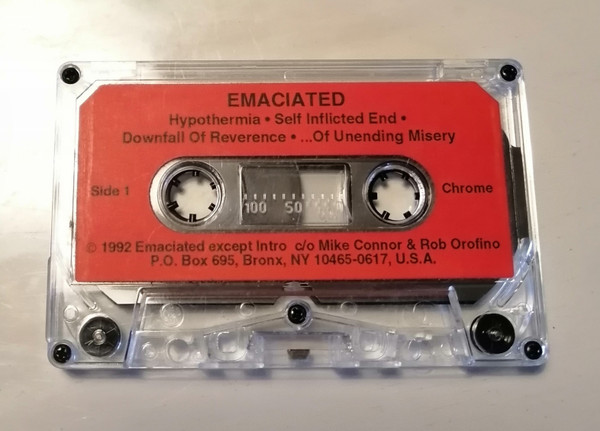 EMACIATED
Hypothermia • Self Inflicted End •
Downfall Of Reverence • ...Of Unending Misery
Side 1
100 50
Chrome
© 1992 Emaciated except Intro c/o Mike Connor & Rob Orofino
P.O. Box 695, Bronx, NY 10465-0617, U.S.A.